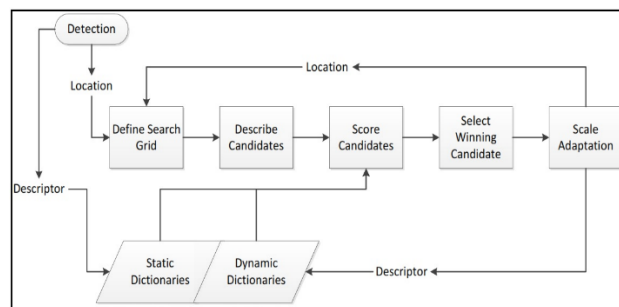 Detection
Location
Location
Define Search
Grid
Describe
Candidates
Score
Candidates
Select
Winning
Candidate
Scale
Adaptation
Descriptor
Static
Dictionaries
Dynamic
Dictionaries
Descriptor